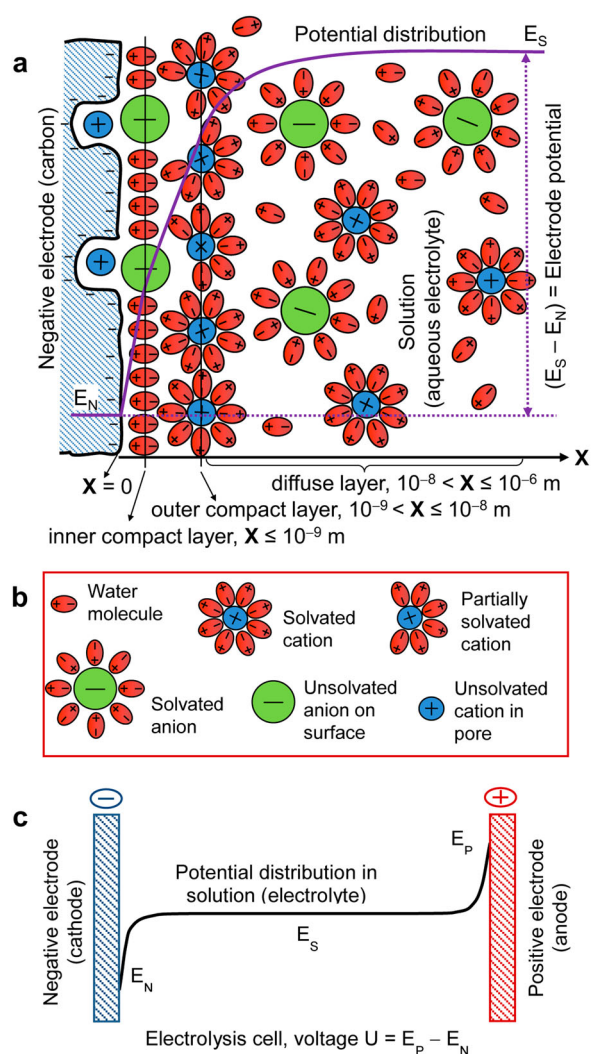 a
Potential distribution
E_S
Negative electrode (carbon)
E_N
Solution
(aqueous electrolyte)
(E_S – E_N) = Electrode potential
X
X = 0
diffuse layer, 10⁻⁸ < X ≤ 10⁻⁶ m
outer compact layer, 10⁻⁹ < X ≤ 10⁻⁸ m
inner compact layer, X ≤ 10⁻⁹ m
b
Water
molecule
Solvated
cation
Partially
solvated
cation
Solvated
anion
Unsolvated
anion on
surface
Unsolvated
cation in
pore
c
Negative electrode
(cathode)
E_N
Potential distribution in
solution (electrolyte)
E_S
E_P
Positive electrode
(anode)
Electrolysis cell, voltage U = E_P – E_N